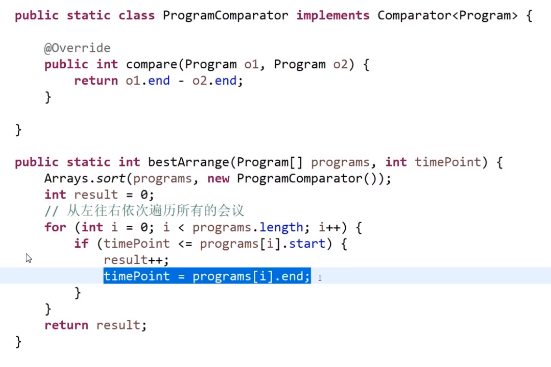 public static class ProgramComparator implements Comparator<Program> {
@Override
public int compare(Program o1, Program o2) {
return o1.end - o2.end;
}
}
public static int bestArrange(Program[] programs, int timePoint) {
Arrays.sort(programs, new ProgramComparator());
int result = 0;
// 从左往右依次遍历所有的会议
for (int i = 0; i < programs.length; i++) {
if (timePoint <= programs[i].start) {
result++;
timePoint = programs[i].end;
}
}
return result;
}